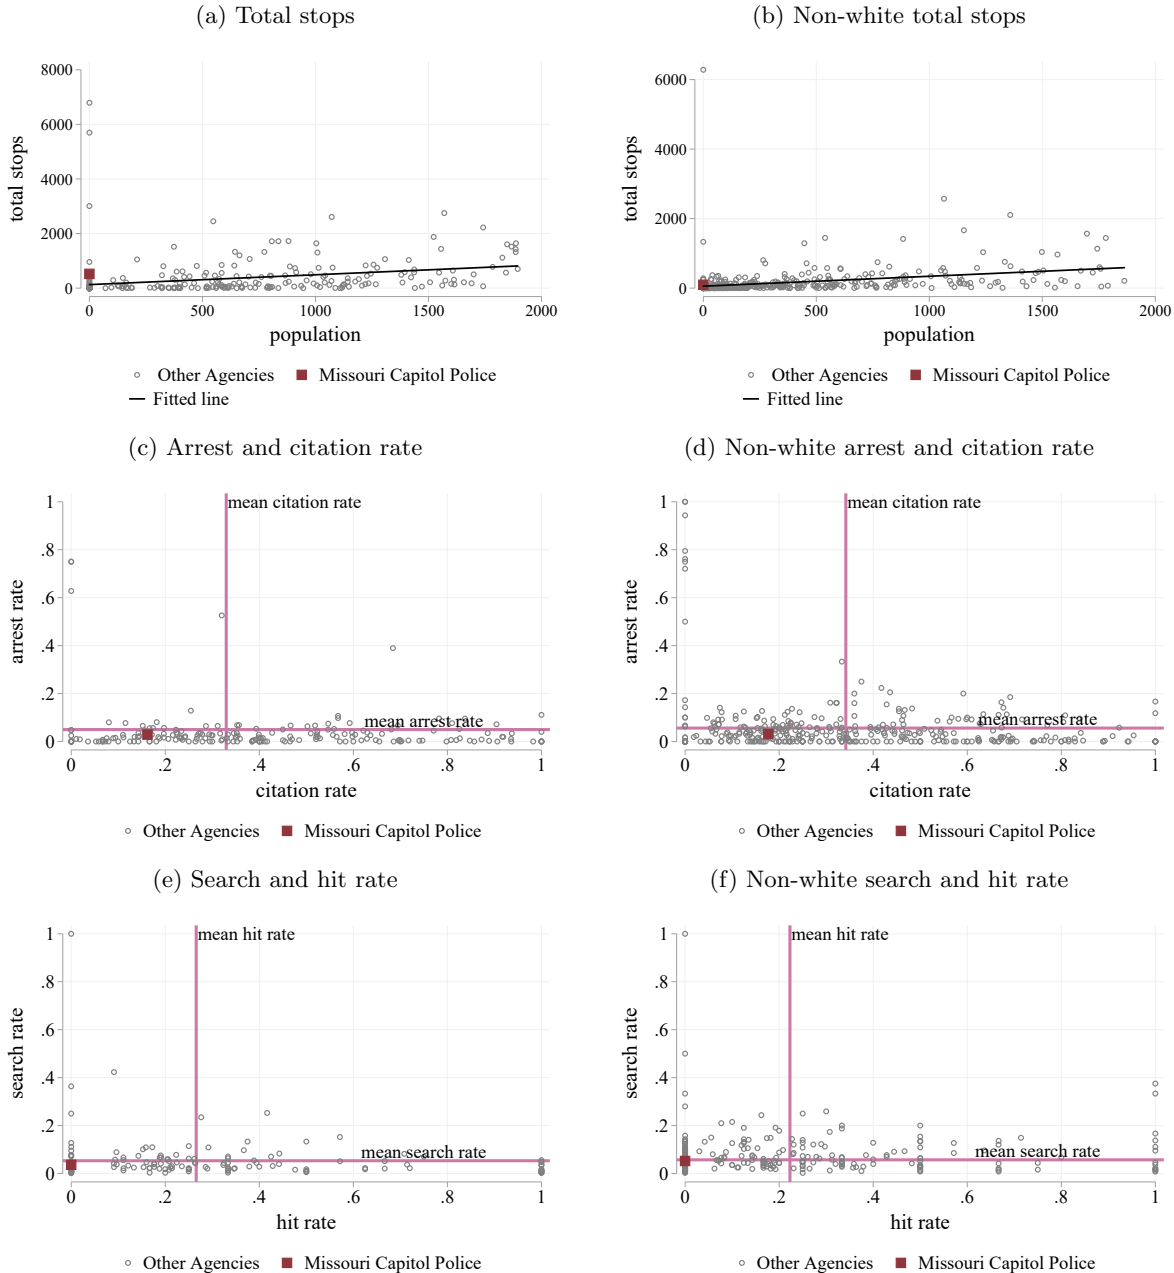 (a) Total stops
(b) Non-white total stops
8000
6000
4000
2000
0
total stops
0 500 1000 1500 2000
population
Other Agencies Missouri Capitol Police
Fitted line
6000
4000
2000
0
total stops
0 500 1000 1500 2000
population
Other Agencies Missouri Capitol Police
Fitted line
(c) Arrest and citation rate
(d) Non-white arrest and citation rate
1
.8
.6
.4
.2
0
arrest rate
mean citation rate
mean arrest rate
0 .2 .4 .6 .8 1
citation rate
Other Agencies Missouri Capitol Police
1
.8
.6
.4
.2
0
arrest rate
mean citation rate
mean arrest rate
0 .2 .4 .6 .8 1
citation rate
Other Agencies Missouri Capitol Police
(e) Search and hit rate
(f) Non-white search and hit rate
1
.8
.6
.4
.2
0
search rate
mean hit rate
mean search rate
0 .2 .4 .6 .8 1
hit rate
Other Agencies Missouri Capitol Police
1
.8
.6
.4
.2
0
search rate
mean hit rate
mean search rate
0 .2 .4 .6 .8 1
hit rate
Other Agencies Missouri Capitol Police